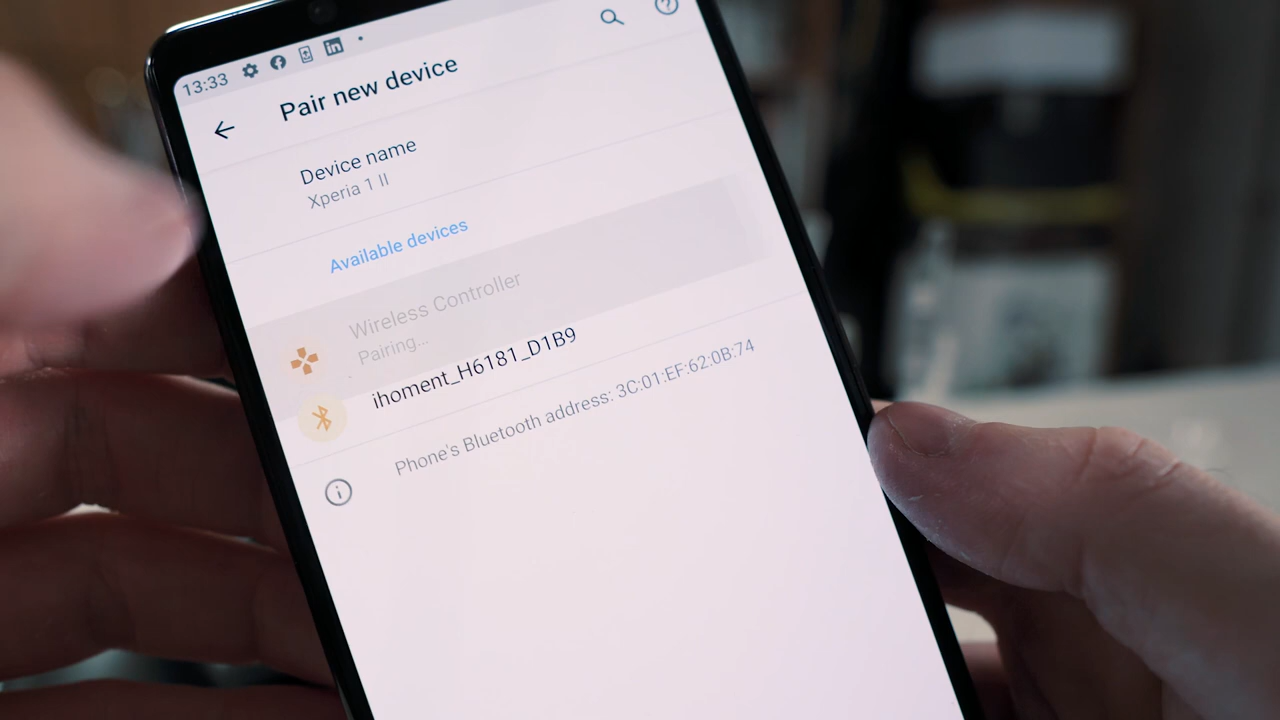 13:33
Pair new device
Device name
Xperia 1 II
Available devices
Wireless Controller
Pairing...
ihoment_H6181_D1B9
Phone's Bluetooth address: 3C:01:EF:62:0B:74